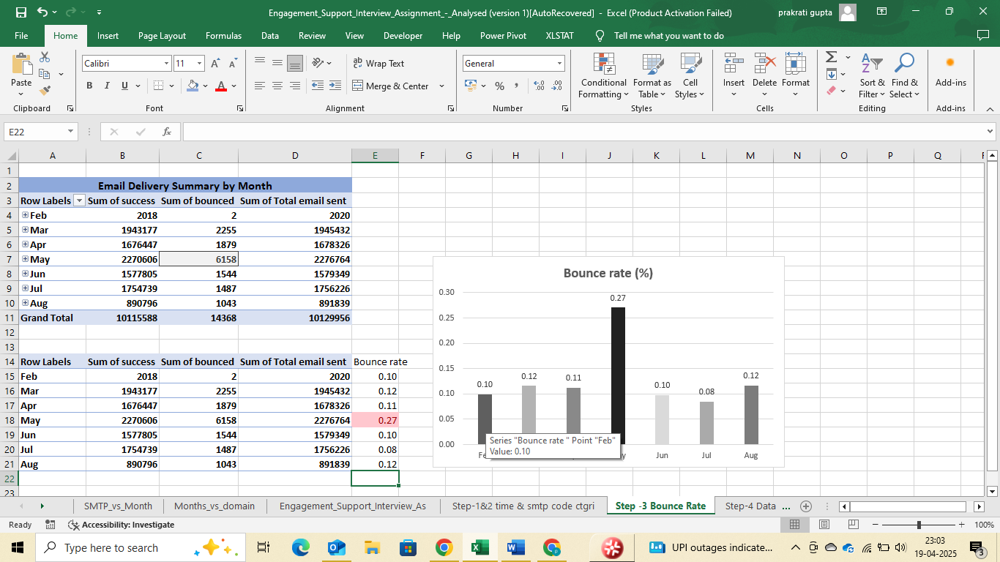 Engagement_Support_Interview_Assignment_-_Analysed (version 1)[AutoRecovered] - Excel (Product Activation Failed)
prakrati gupta
File Home Insert Page Layout Formulas Data Review View Developer Help Power Pivot XLSTAT Tell me what you want to do
Paste
Calibri 11
B I U
Wrap Text
Merge & Center
General
Conditional Formatting
Format as Table
Cell Styles
Insert Delete Format
Sort & Filter
Find & Select
Add-ins
Clipboard Font Alignment Number Styles Cells Editing Add-ins
E22 fx
A B C D E F G H I J K L M N O P Q
1
2 Email Delivery Summary by Month
3 Row Labels Sum of success Sum of bounced Sum of Total email sent
4 Feb 2018 2 2020
5 Mar 1943177 2255 1945432
6 Apr 1676447 1879 1678326
7 May 2270606 6158 2276764
8 Jun 1577805 1544 1579349
9 Jul 1754739 1487 1756226
10 Aug 890796 1043 891839
11 Grand Total 10115588 14368 10129956
12
13
14 Row Labels Sum of success Sum of bounced Sum of Total email sent Bounce rate
15 Feb 2018 2 2020 0.10
16 Mar 1943177 2255 1945432 0.12
17 Apr 1676447 1879 1678326 0.11
18 May 2270606 6158 2276764 0.27
19 Jun 1577805 1544 1579349 0.10
20 Jul 1754739 1487 1756226 0.08
21 Aug 890796 1043 891839 0.12
22
23
Bounce rate (%)
0.30
0.25
0.20
0.15
0.10
0.05
0.00
0.10 0.12 0.11 0.27 0.10 0.08 0.12
Jun Jul Aug
Series "Bounce rate " Point "Feb"
Value: 0.10
SMTP_vs_Month Months_vs_domain Engagement_Support_Interview_As Step-1&2 time & smtp code ctgri Step -3 Bounce Rate Step-4 Data ...
Ready Accessibility: Investigate 100%
Type here to search
UPI outages indicate...
23:03
19-04-2025
3